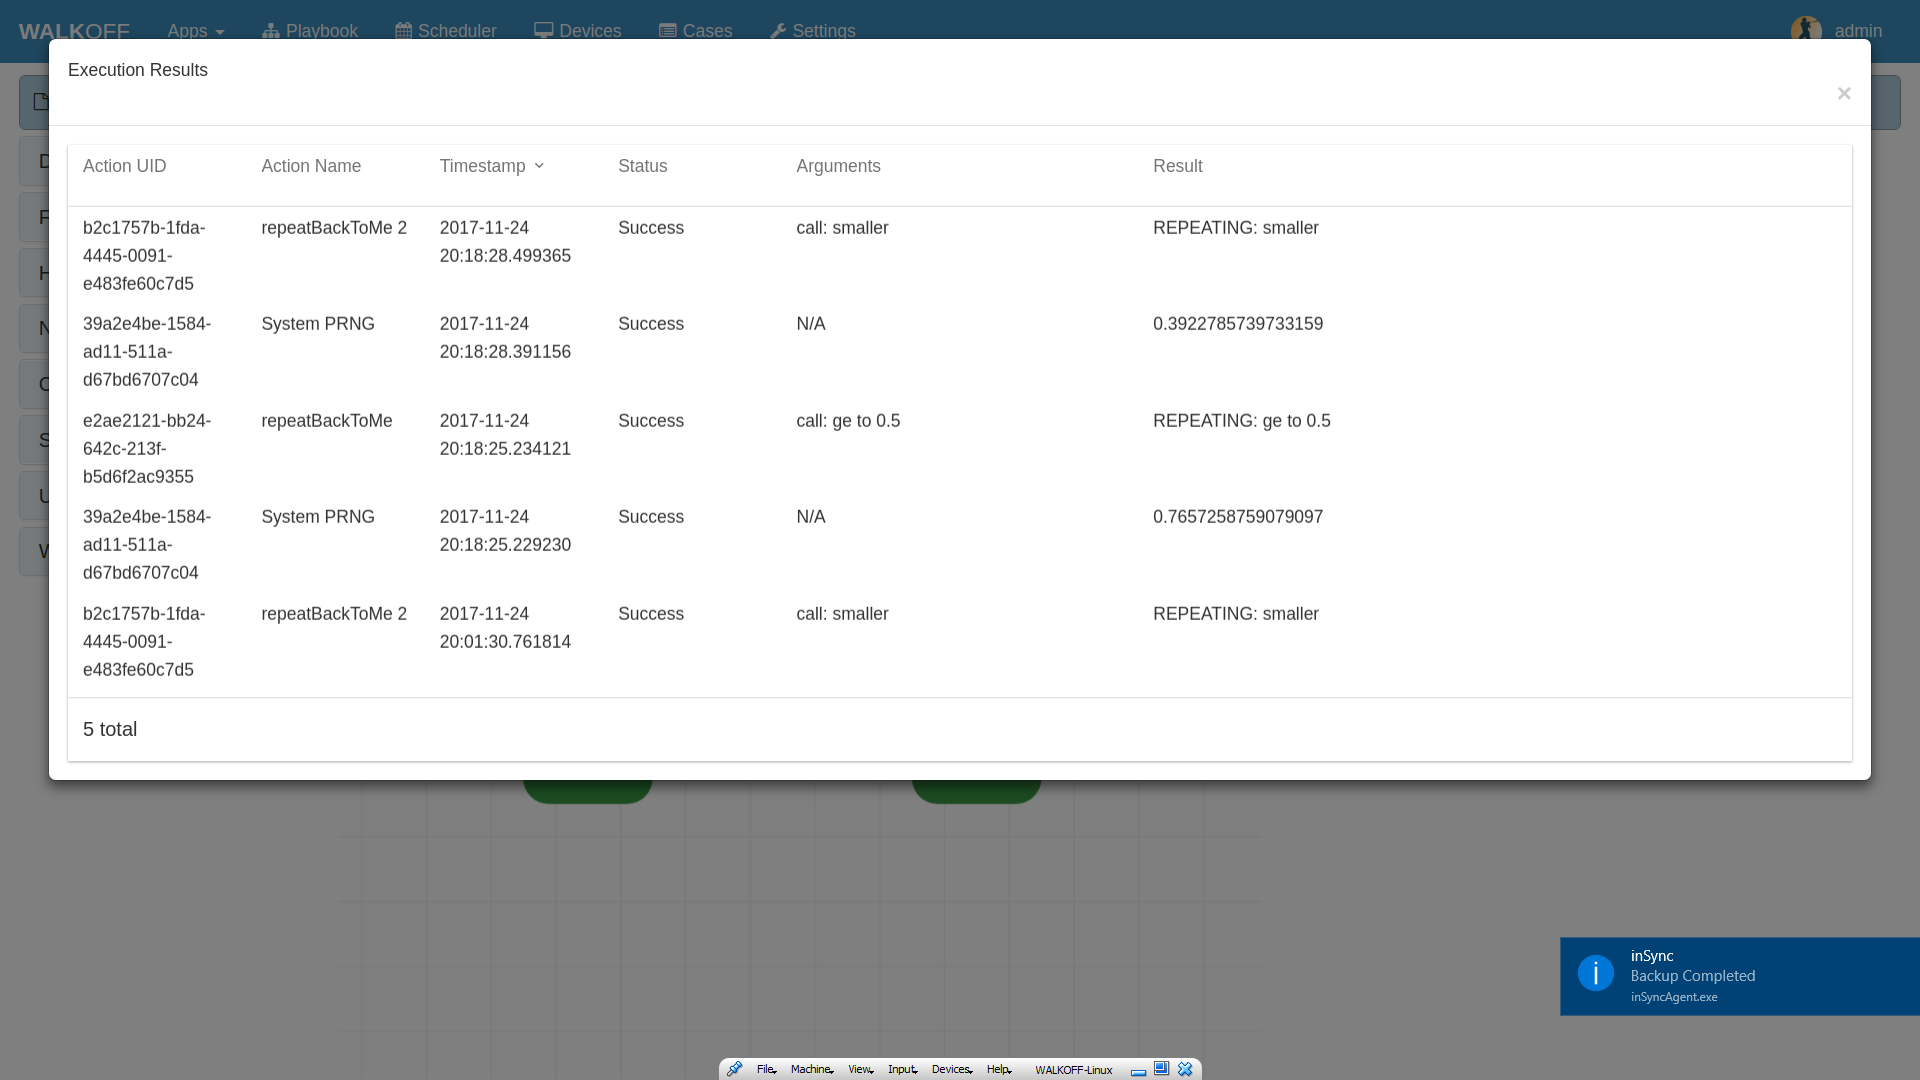 WALKOFF Apps Playbook Scheduler Devices Cases Settings admin
Execution Results
×
Action UID Action Name Timestamp Status Arguments Result
b2c1757b-1fda- repeatBackToMe 2 2017-11-24 Success call: smaller REPEATING: smaller
4445-0091- 20:18:28.499365
e483fe60c7d5
39a2e4be-1584- System PRNG 2017-11-24 Success N/A 0.3922785739733159
ad11-511a- 20:18:28.391156
d67bd6707c04
e2ae2121-bb24- repeatBackToMe 2017-11-24 Success call: ge to 0.5 REPEATING: ge to 0.5
642c-213f- 20:18:25.234121
b5d6f2ac9355
39a2e4be-1584- System PRNG 2017-11-24 Success N/A 0.7657258759079097
ad11-511a- 20:18:25.229230
d67bd6707c04
b2c1757b-1fda- repeatBackToMe 2 2017-11-24 Success call: smaller REPEATING: smaller
4445-0091- 20:01:30.761814
e483fe60c7d5
5 total
inSync
Backup Completed
inSyncAgent.exe
File Machine View Input Devices Help WALKOFF-Linux